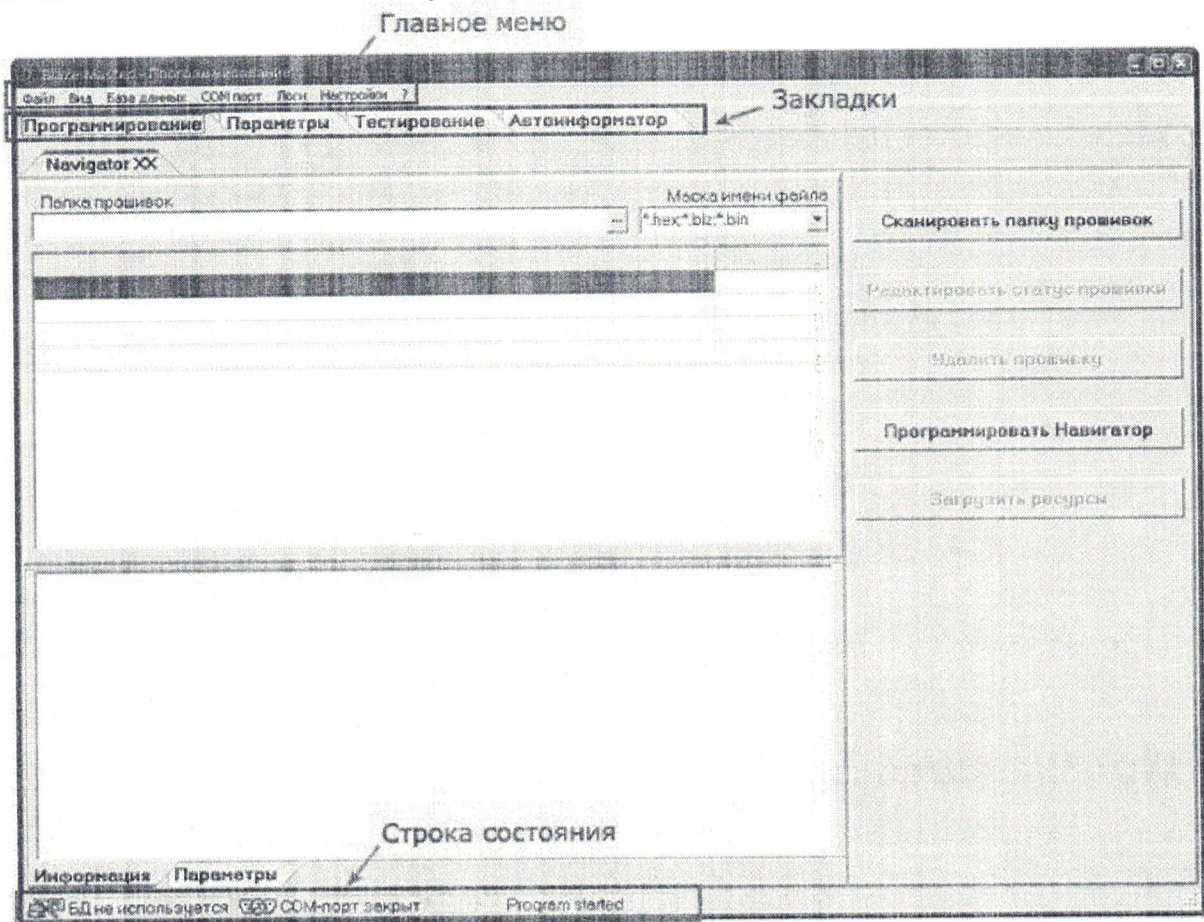 Главное меню
Файл Вид База данных COM порт Логи Настройки ?
Закладки
Программирование Параметры Тестирование Автоинформатор
Navigator XX
Папка прошивок
Маска имени файла
... *.hex;*.biz;*.bin
Сканировать папку прошивок
Редактировать статус прошивки
Удалить прошивку
Программировать Навигатор
Загрузить ресурсы
Строка состояния
Информация Параметры
БД не используется COM-порт закрыт Program started